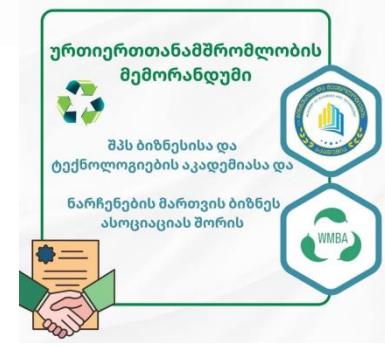 ურთიერთთანამშრომლობის
მემორანდუმი
შპს ბიზნესისა და
ტექნოლოგიების აკადემიასა და
ნარჩენების მართვის ბიზნეს
ასოციაციას შორის
WMBA